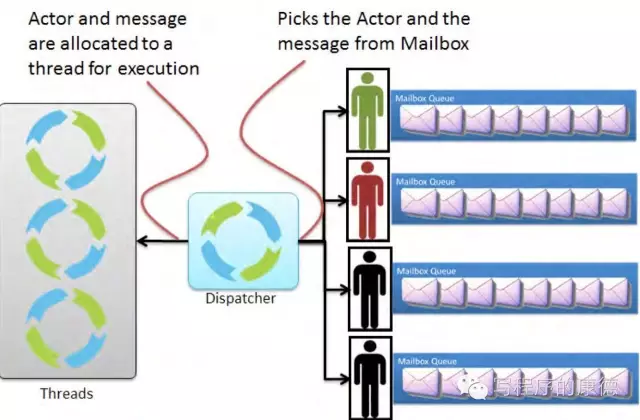 Actor and message
are allocated to a
thread for execution
Picks the Actor and the
message from Mailbox
Mailbox Queue
Mailbox Queue
Dispatcher
Mailbox Queue
Mailbox Queue
Threads
写程序的康德